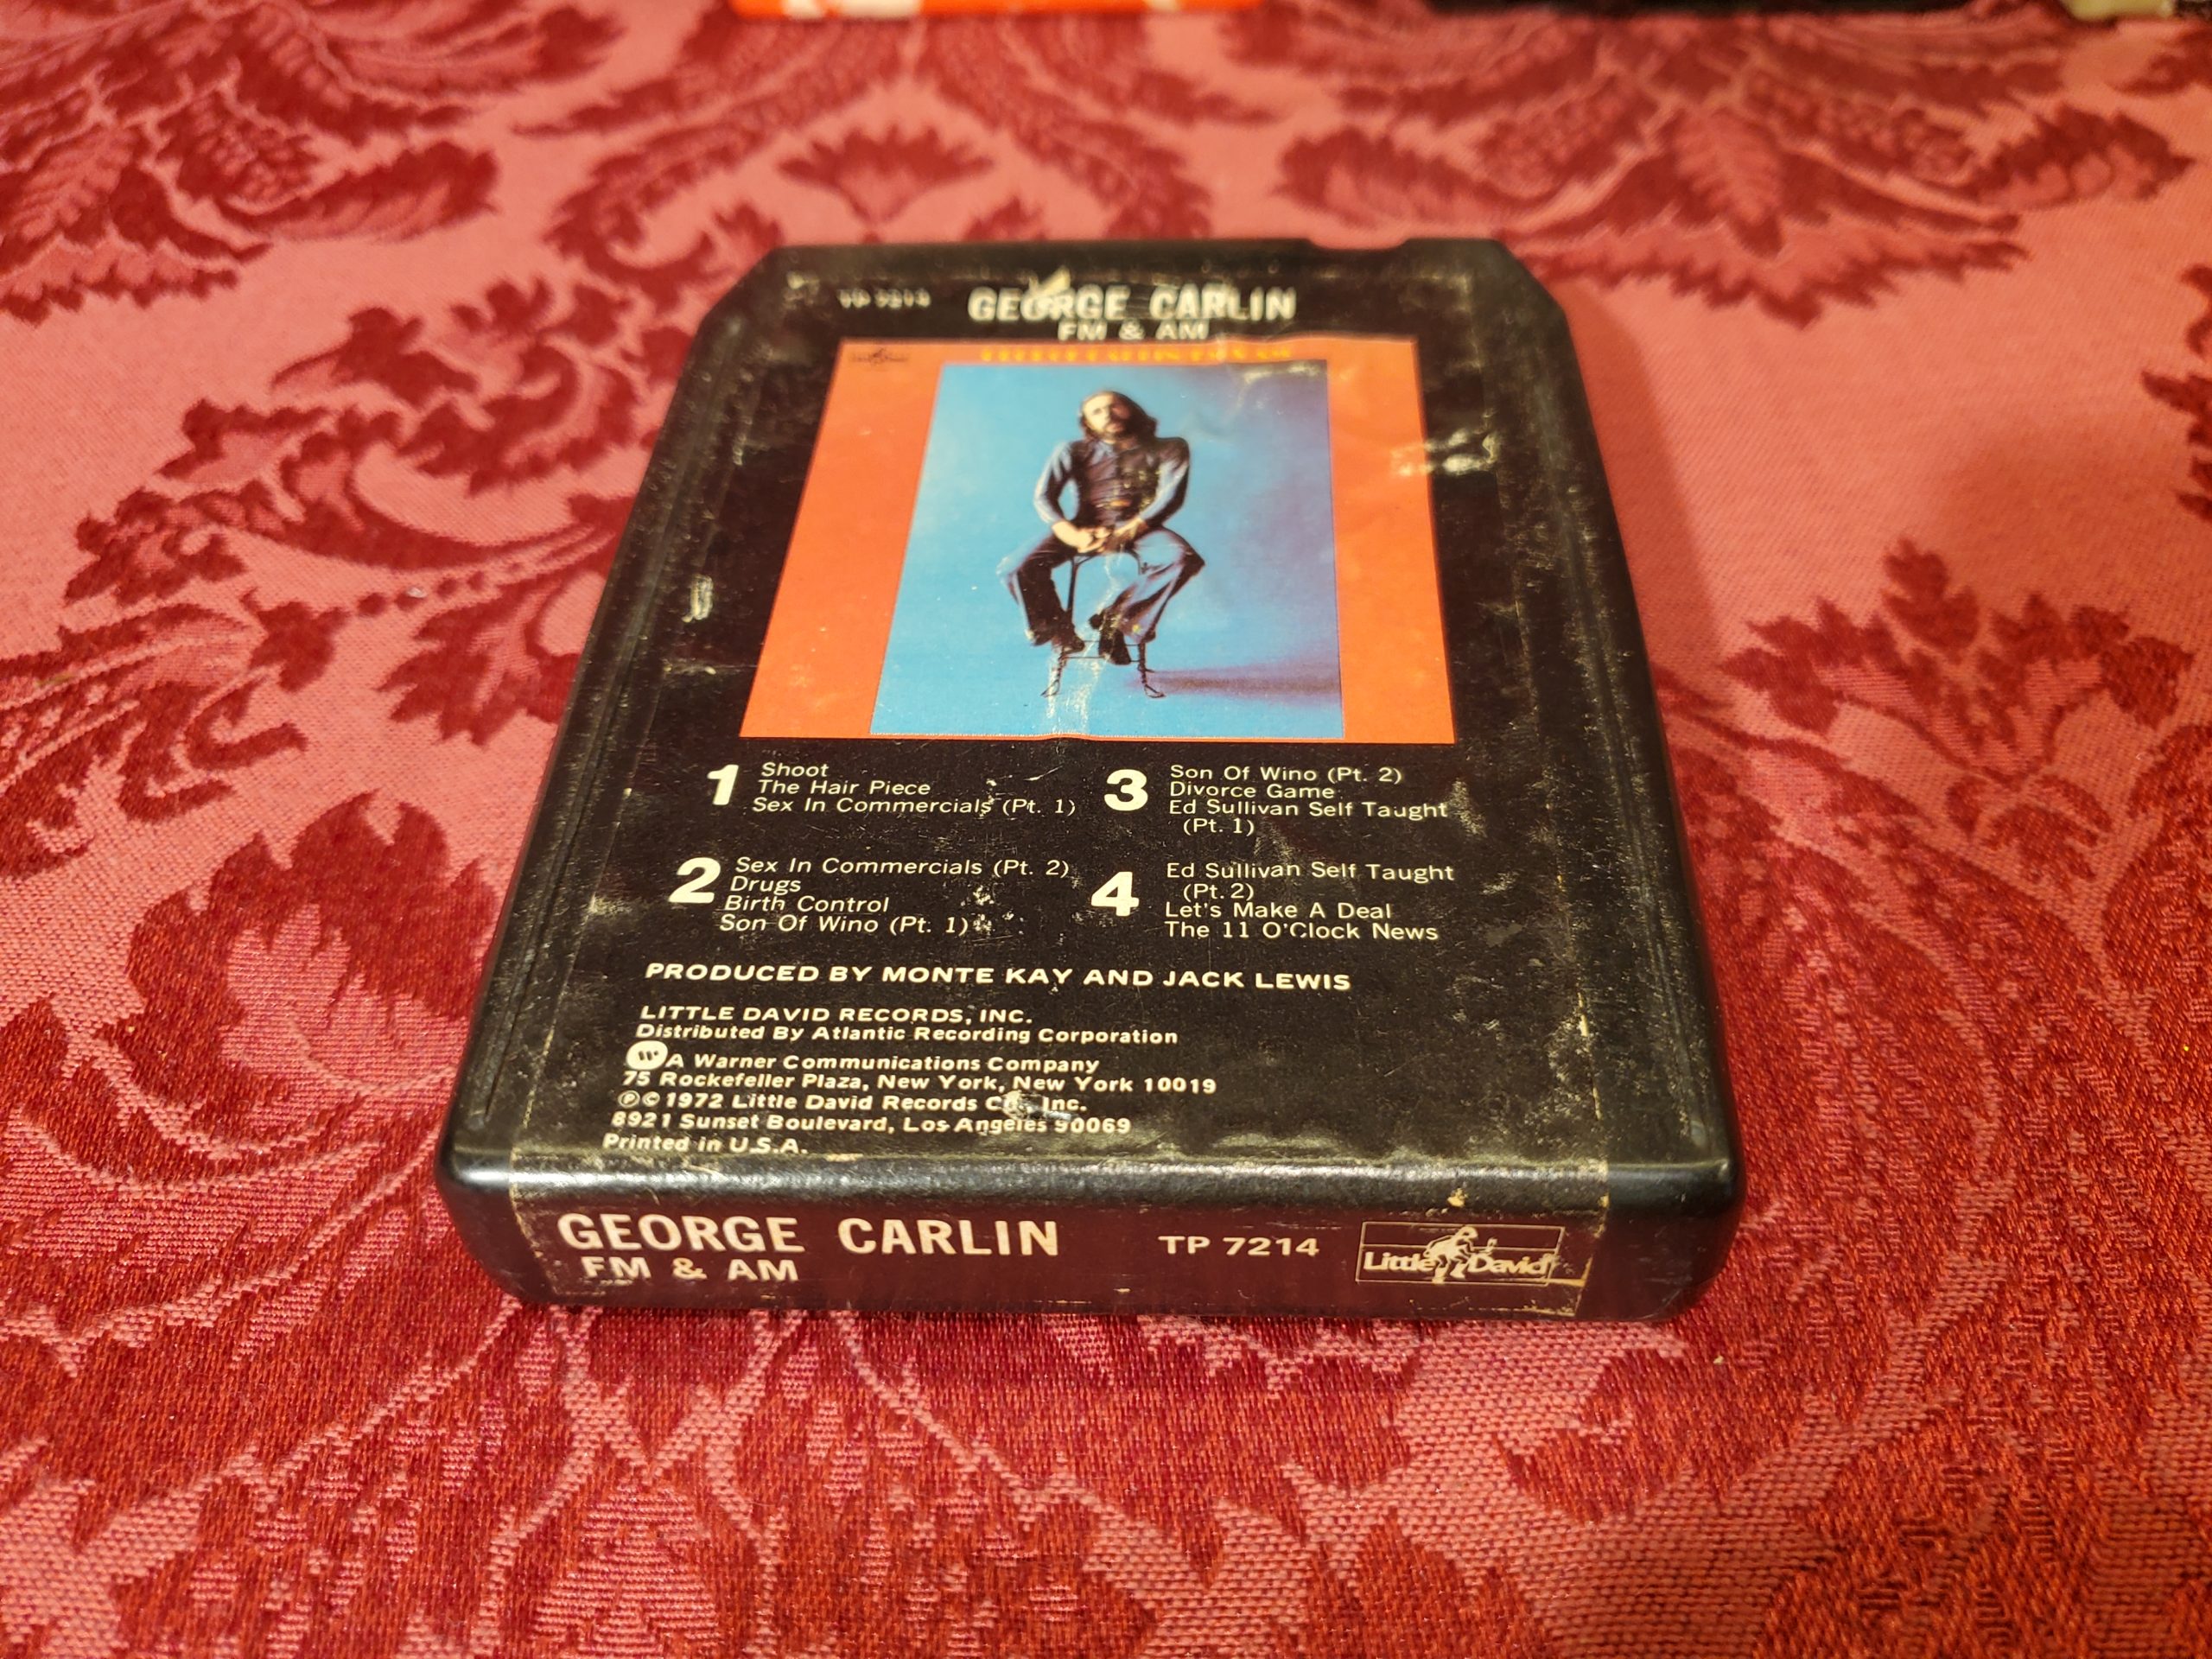 TP 7214
GEORGE CARLIN
FM & AM
1
Shoot
The Hair Piece
Sex In Commercials (Pt. 1)
2
Sex In Commercials (Pt. 2)
Drugs
Birth Control
Son Of Wino (Pt. 1)
3
Son Of Wino (Pt. 2)
Divorce Game
Ed Sullivan Self Taught
(Pt. 1)
4
Ed Sullivan Self Taught
(Pt. 2)
Let's Make A Deal
The 11 O'Clock News
PRODUCED BY MONTE KAY AND JACK LEWIS
LITTLE DAVID RECORDS, INC.
Distributed By Atlantic Recording Corporation
A Warner Communications Company
75 Rockefeller Plaza, New York, New York 10019
℗© 1972 Little David Records Co., Inc.
8921 Sunset Boulevard, Los Angeles 90069
Printed in U.S.A.
GEORGE CARLIN
FM & AM
TP 7214
Little David